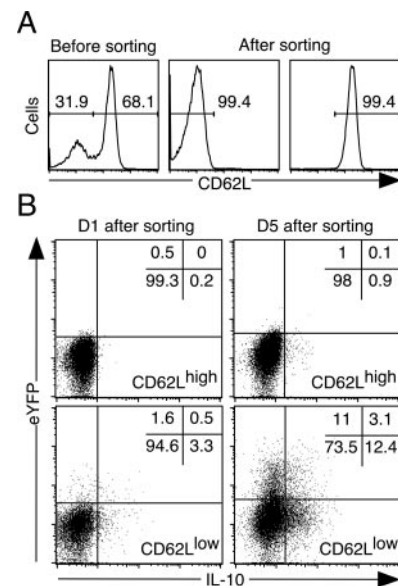 A
Before sorting After sorting
31.9 68.1 99.4 99.4
Cells
CD62L
B
D1 after sorting D5 after sorting
0.5 0 1 0.1
99.3 0.2 98 0.9
CD62Lhigh CD62Lhigh
eYFP
1.6 0.5 11 3.1
94.6 3.3 73.5 12.4
CD62Llow CD62Llow
IL-10